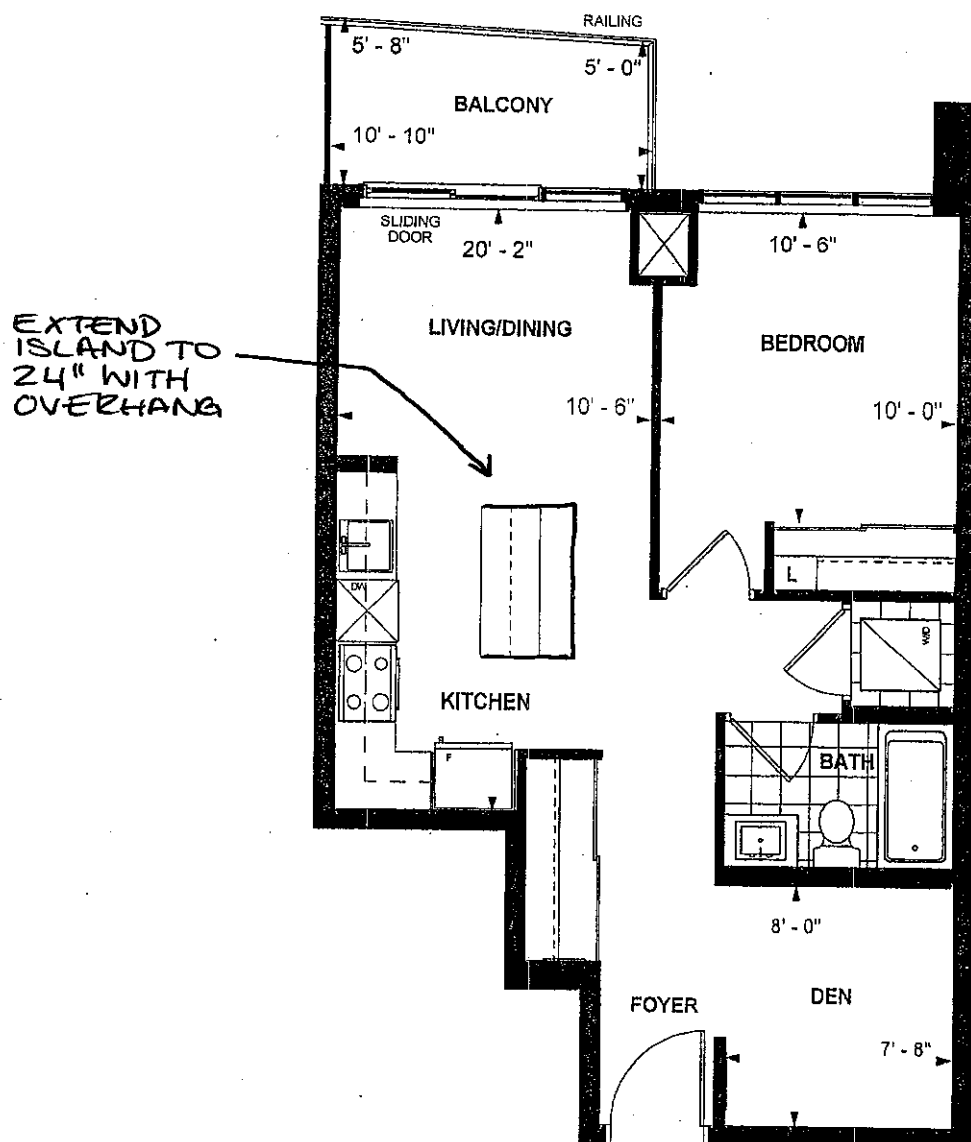 RAILING
5' - 8"
5' - 0"
BALCONY
10' - 10"
SLIDING
DOOR
20' - 2"
10' - 6"
EXTEND
ISLAND TO
24" WITH
OVERHANG
LIVING/DINING
BEDROOM
10' - 6"
10' - 0"
L
DW
W/D
KITCHEN
F
BATH
8' - 0"
FOYER
DEN
7' - 8"